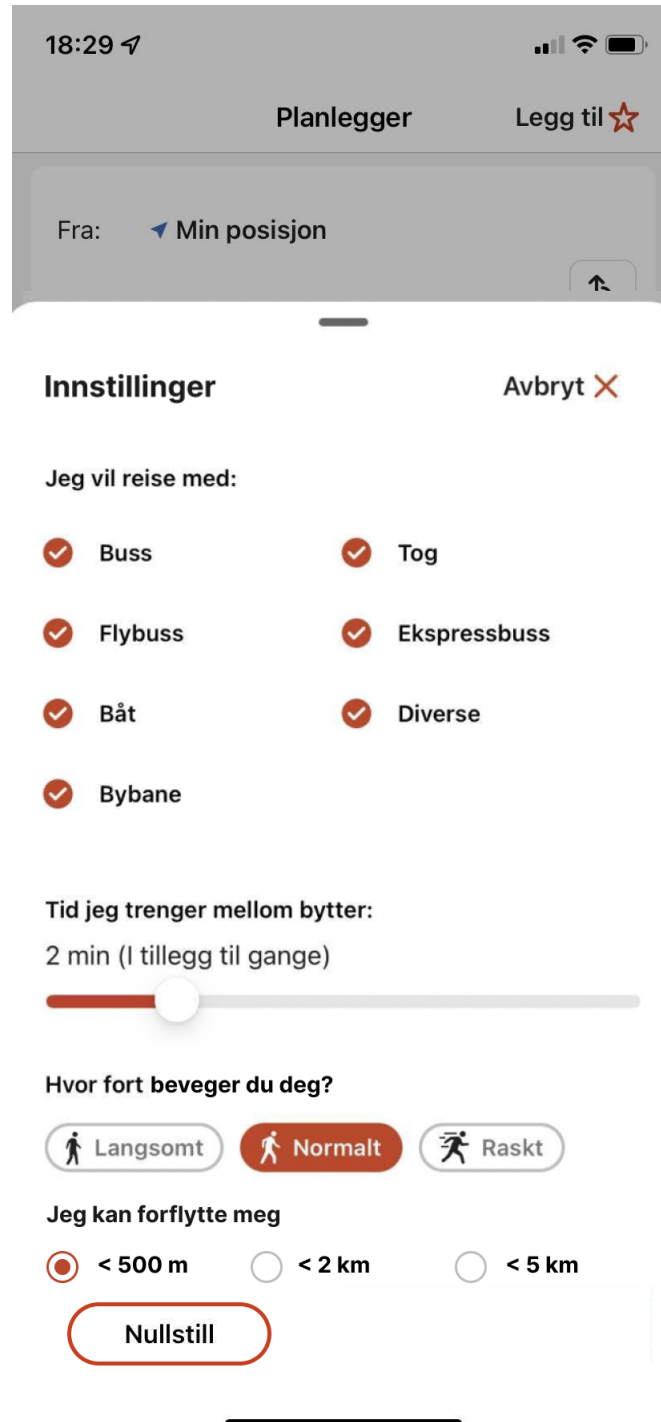 18:29
Planlegger Legg til
Fra: Min posisjon
Innstillinger Avbryt
Jeg vil reise med:
Buss Tog
Flybuss Ekspressbuss
Båt Diverse
Bybane
Tid jeg trenger mellom bytter:
2 min (I tillegg til gange)
Hvor fort beveger du deg?
Langsomt Normalt Raskt
Jeg kan forflytte meg
< 500 m < 2 km < 5 km
Nullstill